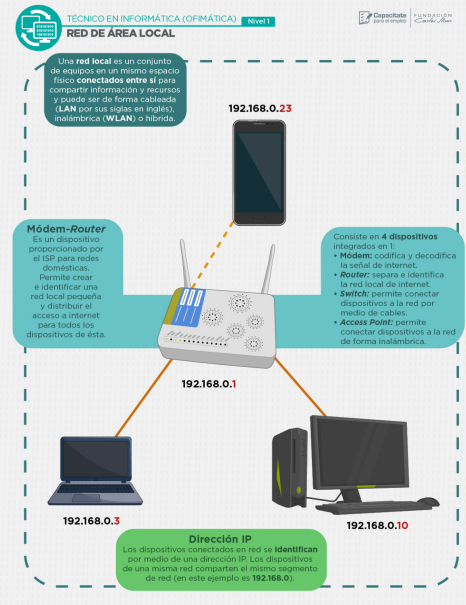 TÉCNICO EN INFORMÁTICA (OFIMÁTICA) Nivel 1
RED DE ÁREA LOCAL
Capacítate
para el empleo
FUNDACIÓN
Carlos Slim
Una red local es un conjunto
de equipos en un mismo espacio
físico conectados entre sí para
compartir información y recursos
y puede ser de forma cableada
(LAN por sus siglas en inglés),
inalámbrica (WLAN) o híbrida.
192.168.0.23
Módem-Router
Es un dispositivo
proporcionado por
el ISP para redes
domésticas.
Permite crear
e identificar una
red local pequeña
y distribuir el
acceso a internet
para todos los
dispositivos de ésta.
Consiste en 4 dispositivos
integrados en 1:
• Módem: codifica y decodifica
la señal de internet.
• Router: separa e identifica
la red local de internet.
• Switch: permite conectar
dispositivos a la red por
medio de cables.
• Access Point: permite
conectar dispositivos a la red
de forma inalámbrica.
192.168.0.1
192.168.0.3
192.168.0.10
Dirección IP
Los dispositivos conectados en red se identifican
por medio de una dirección IP. Los dispositivos
de una misma red comparten el mismo segmento
de red (en este ejemplo es 192.168.0).